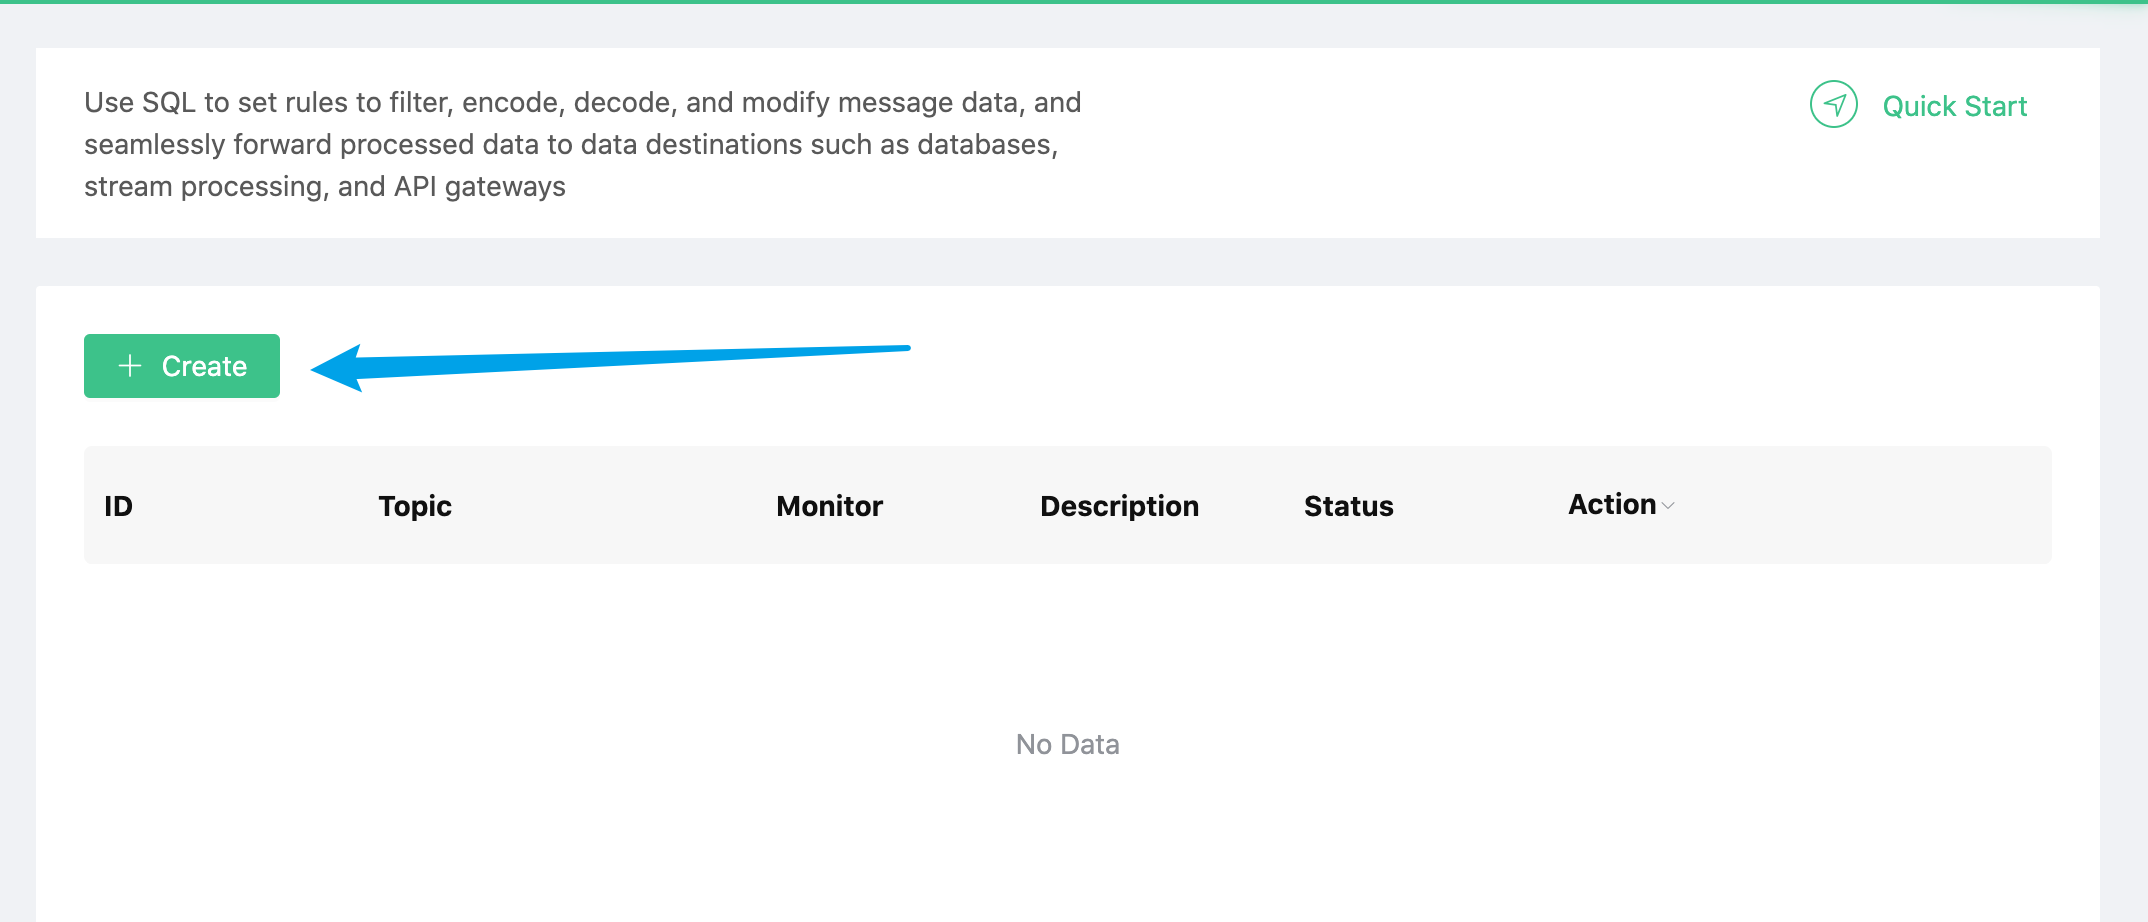 Use SQL to set rules to filter, encode, decode, and modify message data, and
seamlessly forward processed data to data destinations such as databases,
stream processing, and API gateways
Quick Start
Create
ID Topic Monitor Description Status Action
No Data